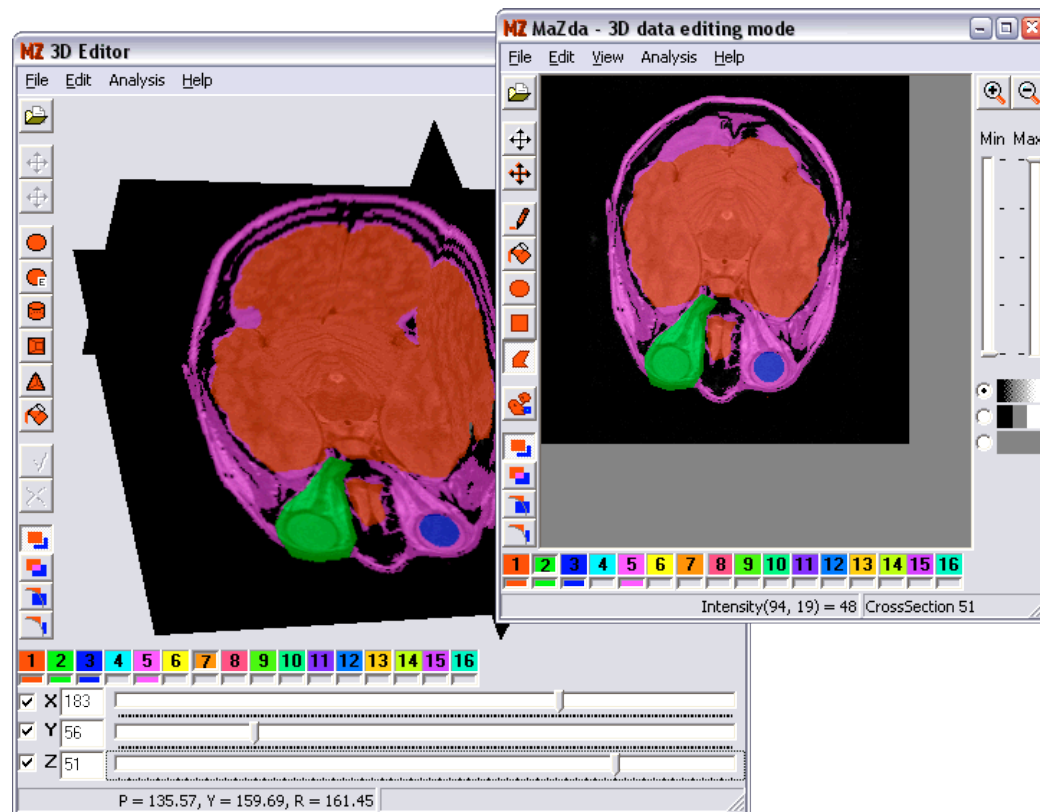 MZ 3D Editor
File Edit Analysis Help
E
1 2 3 4 5 6 7 8 9 10 11 12 13 14 15 16
X 183
Y 56
Z 51
P = 135.57, Y = 159.69, R = 161.45
MZ MaZda - 3D data editing mode
File Edit View Analysis Help
Min Max
1 2 3 4 5 6 7 8 9 10 11 12 13 14 15 16
Intensity(94, 19) = 48 CrossSection 51